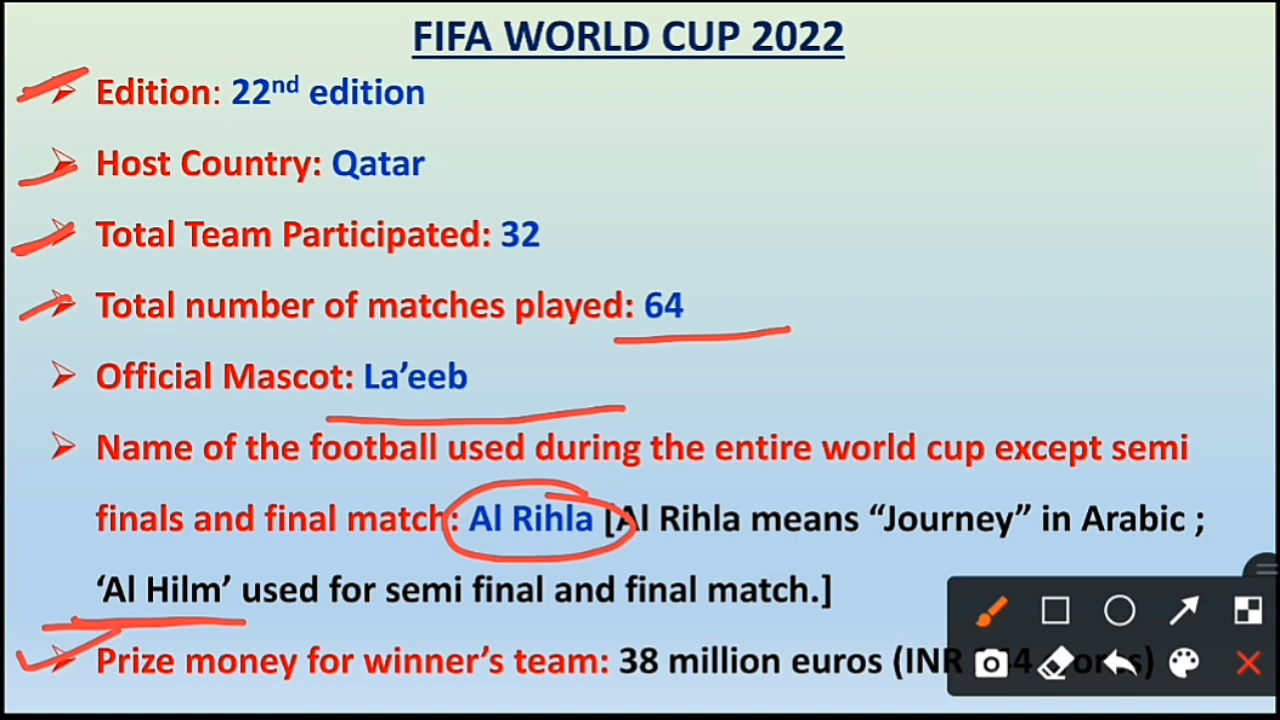 FIFA WORLD CUP 2022
Edition: 22nd edition
Host Country: Qatar
Total Team Participated: 32
Total number of matches played: 64
Official Mascot: La’eeb
Name of the football used during the entire world cup except semi
finals and final match: Al Rihla [Al Rihla means “Journey” in Arabic ;
‘Al Hilm’ used for semi final and final match.]
Prize money for winner’s team: 38 million euros (INR